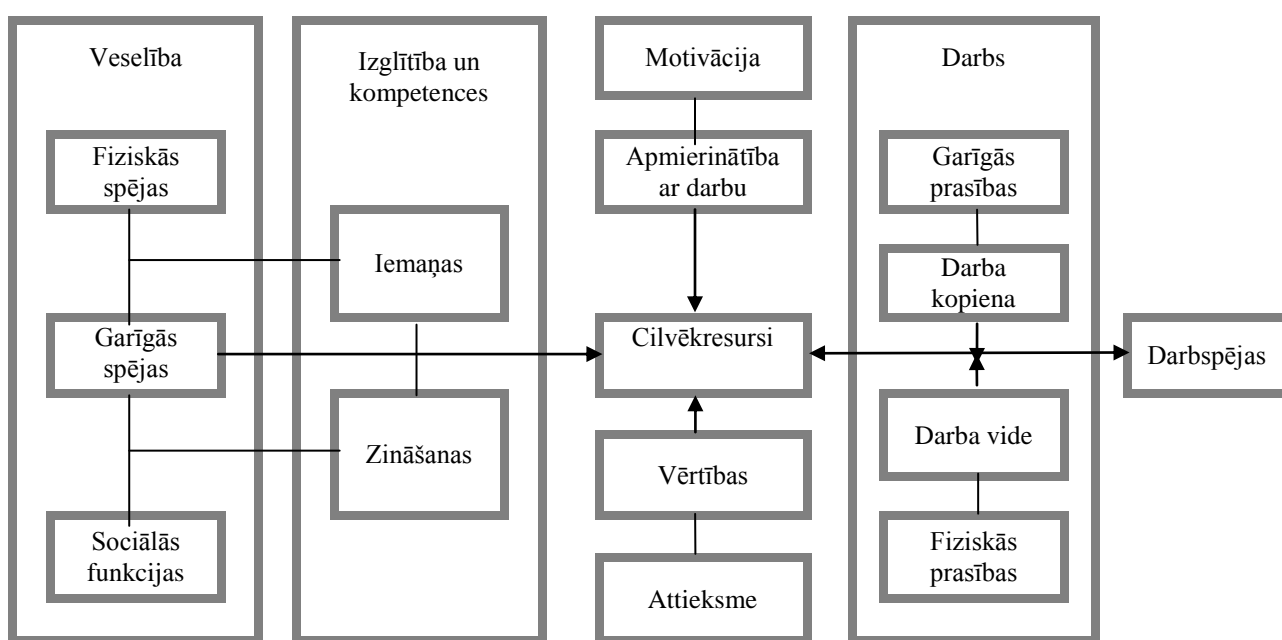 Veselība
Fiziskās
spējas
Garīgās
spējas
Sociālās
funkcijas
Izglītība un
kompetences
Iemaņas
Zināšanas
Motivācija
Apmierinātība
ar darbu
Cilvēkresursi
Vērtības
Attieksme
Darbs
Garīgās
prasības
Darba
kopiena
Darba vide
Fiziskās
prasības
Darbspējas